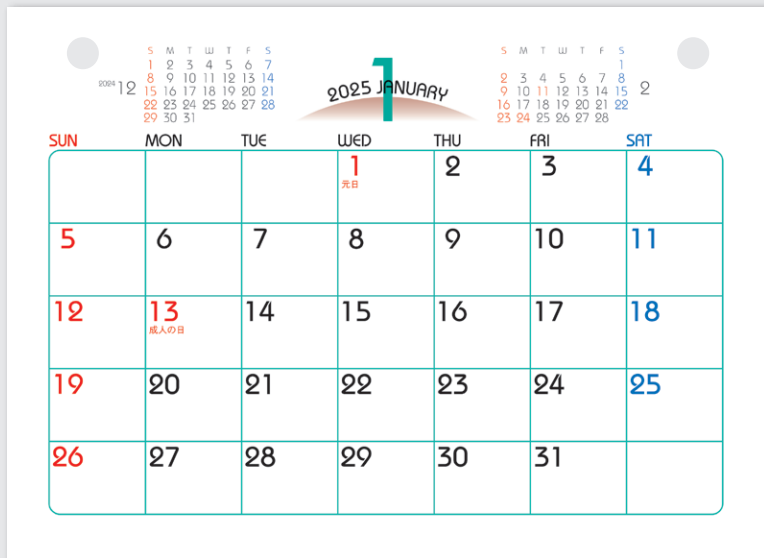 S M T W T F S
1 2 3 4 5 6 7
8 9 10 11 12 13 14
2024 12
15 16 17 18 19 20 21
22 23 24 25 26 27 28
29 30 31
1
2025 JANUARY
S M T W T F S
1
2 3 4 5 6 7 8
9 10 11 12 13 14 15
2
16 17 18 19 20 21 22
23 24 25 26 27 28
SUN MON TUE WED THU FRI SAT
1 2 3 4
元日
5 6 7 8 9 10 11
12 13 14 15 16 17 18
成人の日
19 20 21 22 23 24 25
26 27 28 29 30 31